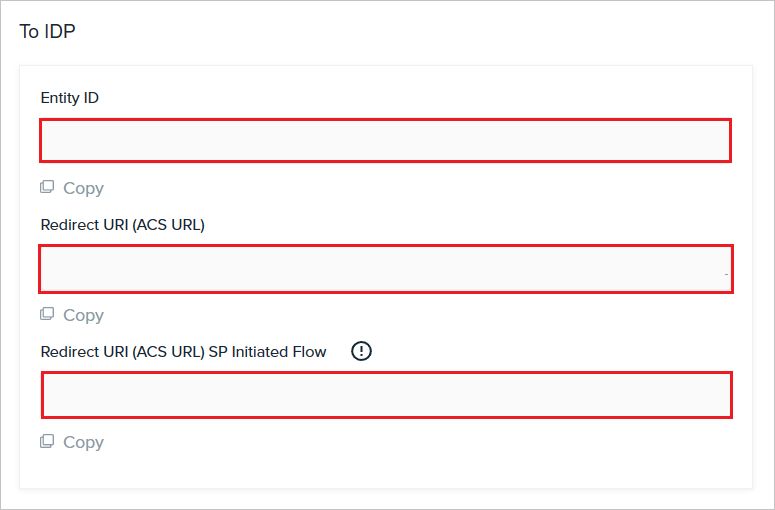 To IDP
Entity ID
Copy
Redirect URI (ACS URL)
Copy
Redirect URI (ACS URL) SP Initiated Flow
Copy